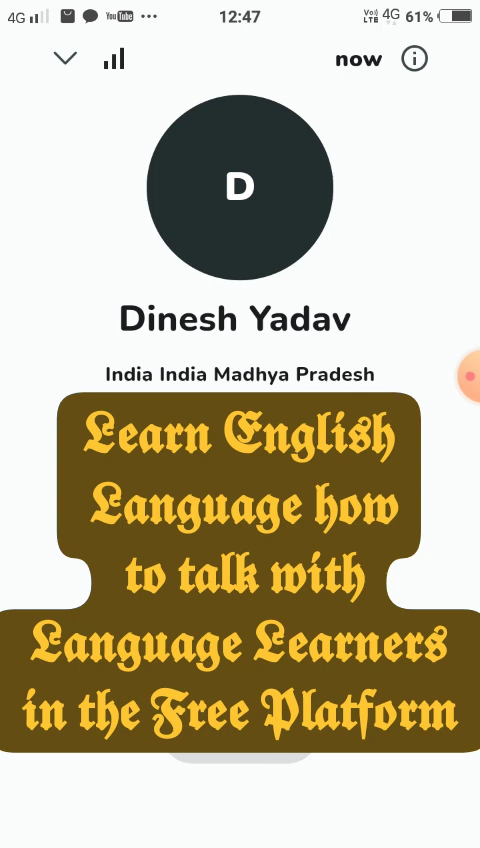 4G 12:47 4G 61%
now
D
Dinesh Yadav
India India Madhya Pradesh
Learn English
Language how
to talk with
Language Learners
in the Free Platform